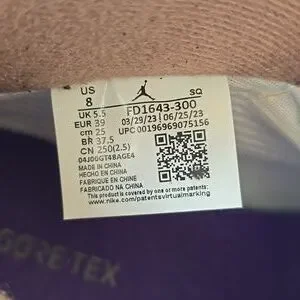 US
8
SQ
UK 5.5
FD1643-300
EUR 39
03/29/23 06/25/23
cm 25
UPC 00196969075156
BR 37.5
CN 250(2.5)
04J00GT48AGE4
MADE IN CHINA
HECHO EN CHINA
FABRIQUE EN CHINE
FABRICADO NA CHINA
This product is covered by one or more patents:
www.nike.com/patentsvirtualmarking
GORE-TEX